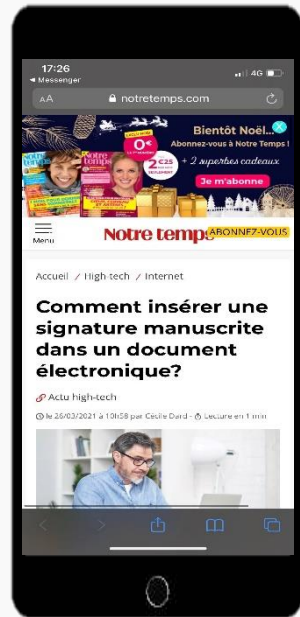 17:26
4G
◀ Messenger
AA
notretemps.com
Bientôt Noël...
Abonnez-vous à Notre Temps !
0€
2€25
+ 2 superbes cadeaux
Je m'abonne
Menu
Notre temps
ABONNEZ-VOUS
Accueil / High-tech / Internet
Comment insérer une
signature manuscrite
dans un document
électronique?
Actu high-tech
le 26/03/2021 à 10h58 par Cécile Dard - Lecture en 1 min